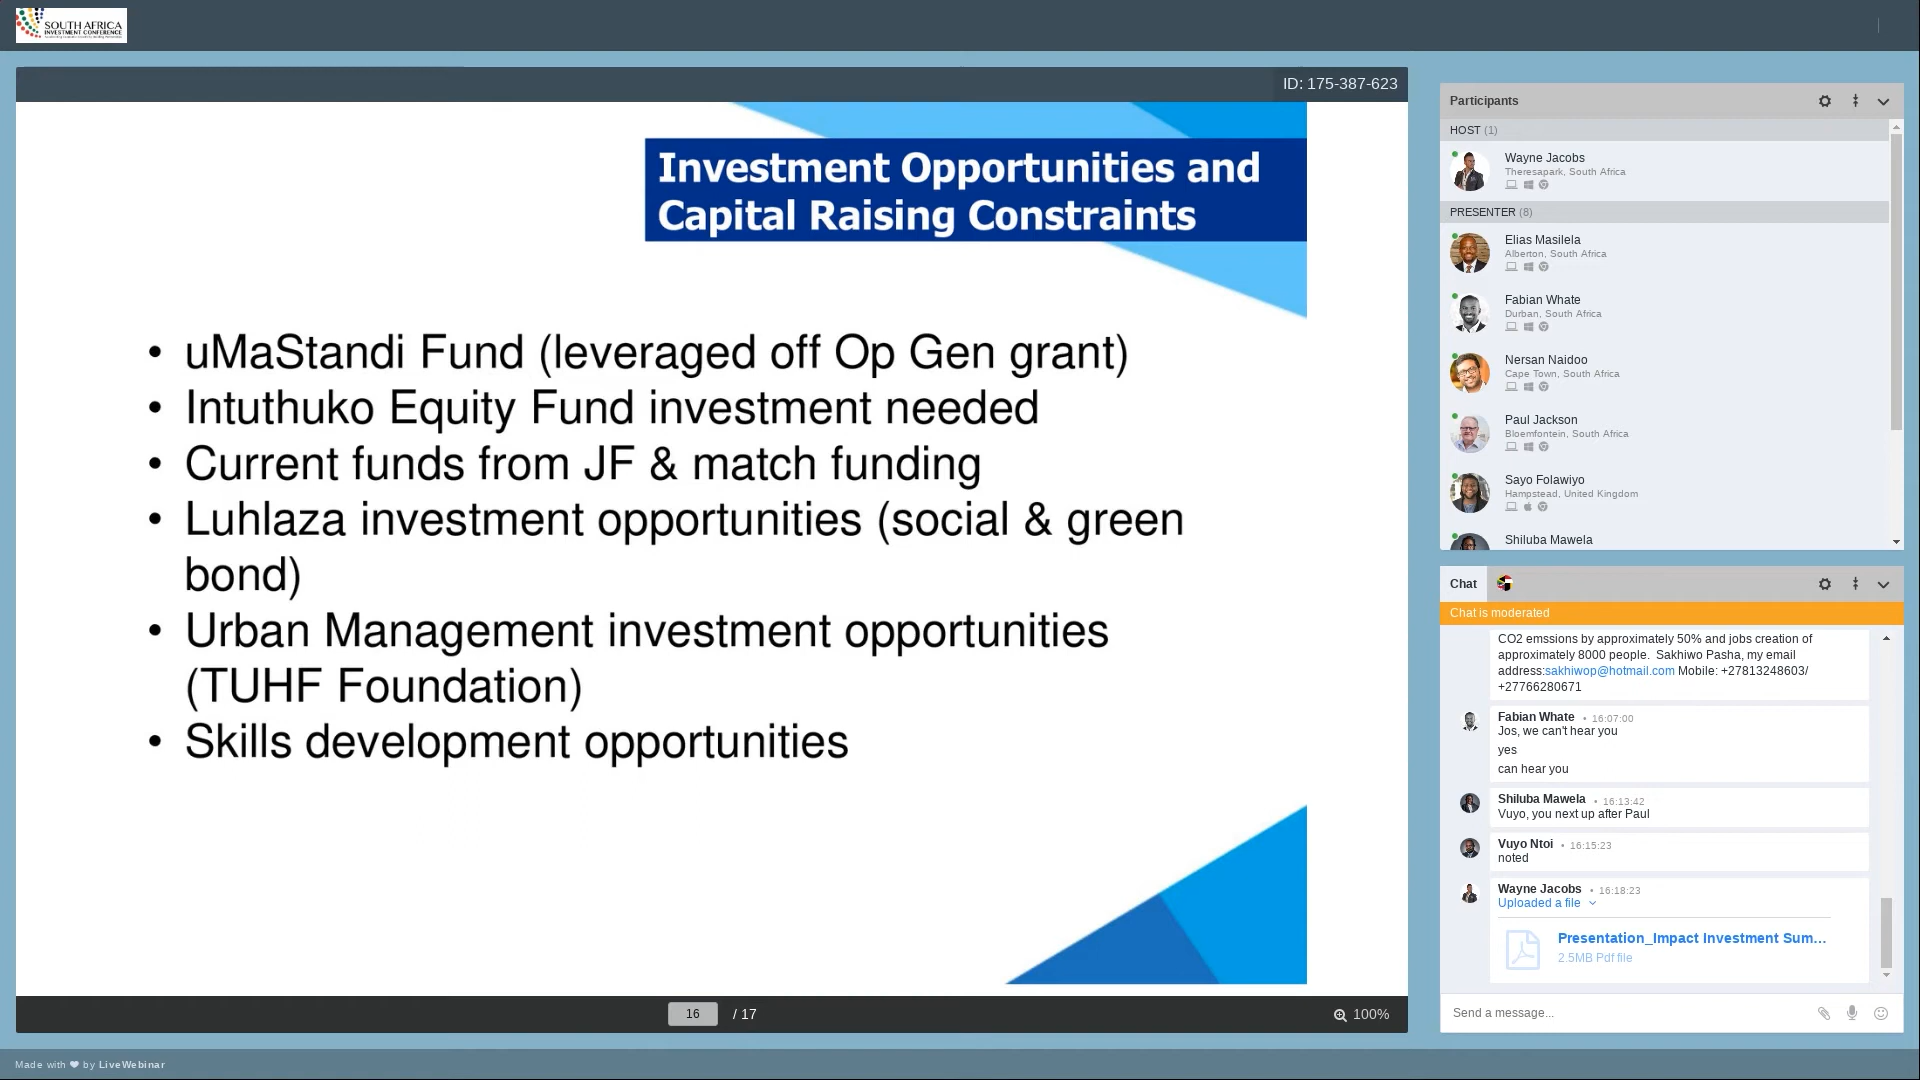 SOUTH AFRICA
INVESTMENT CONFERENCE
ID: 175-387-623
Investment Opportunities and
Capital Raising Constraints
• uMaStandi Fund (leveraged off Op Gen grant)
• Intuthuko Equity Fund investment needed
• Current funds from JF & match funding
• Luhlaza investment opportunities (social & green
bond)
• Urban Management investment opportunities
(TUHF Foundation)
• Skills development opportunities
16 / 17
100%
Participants
HOST (1)
Wayne Jacobs
Theresapark, South Africa
PRESENTER (8)
Elias Masilela
Alberton, South Africa
Fabian Whate
Durban, South Africa
Nersan Naidoo
Cape Town, South Africa
Paul Jackson
Bloemfontein, South Africa
Sayo Folawiyo
Hampstead, United Kingdom
Shiluba Mawela
Chat
Chat is moderated
CO2 emssions by approximately 50% and jobs creation of
approximately 8000 people. Sakhiwo Pasha, my email
address:sakhiwop@hotmail.com Mobile: +27813248603/
+27766280671
Fabian Whate • 16:07:00
Jos, we can't hear you
yes
can hear you
Shiluba Mawela • 16:13:42
Vuyo, you next up after Paul
Vuyo Ntoi • 16:15:23
noted
Wayne Jacobs • 16:18:23
Uploaded a file
Presentation_Impact Investment Sum...
2.5MB Pdf file
Send a message...
Made with ❤ by LiveWebinar